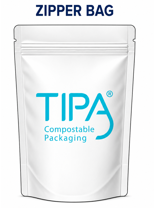 ZIPPER BAG
TIPA®
Compostable
Packaging